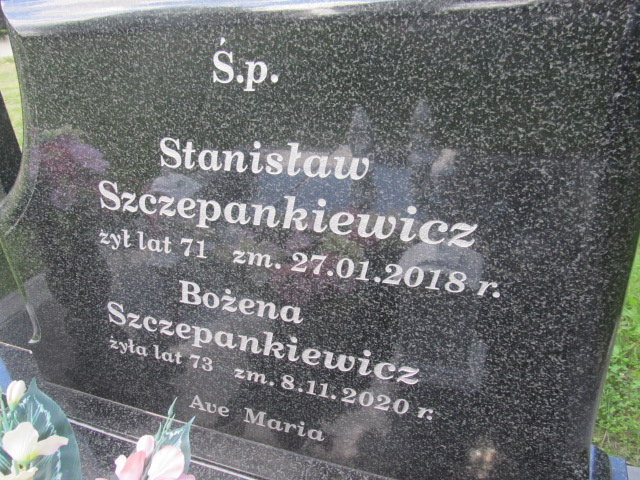 Ś.p.
Stanisław
Szczepankiewicz
żył lat 71 zm. 27.01.2018 r.
Bożena
Szczepankiewicz
żyła lat 73 zm. 8.11.2020 r.
Ave Maria